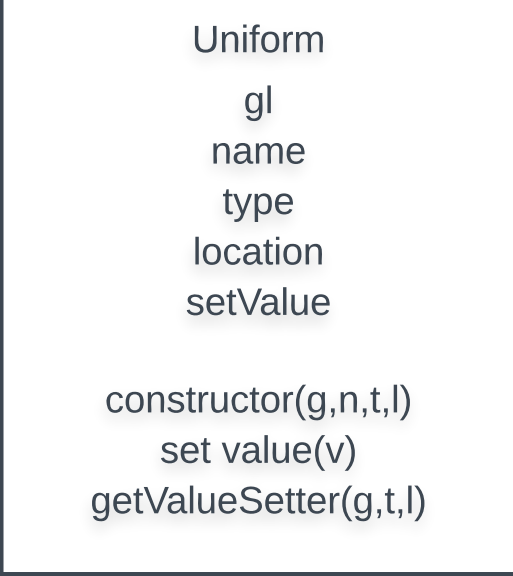 Uniform
gl
name
type
location
setValue
constructor(g,n,t,l)
set value(v)
getValueSetter(g,t,l)